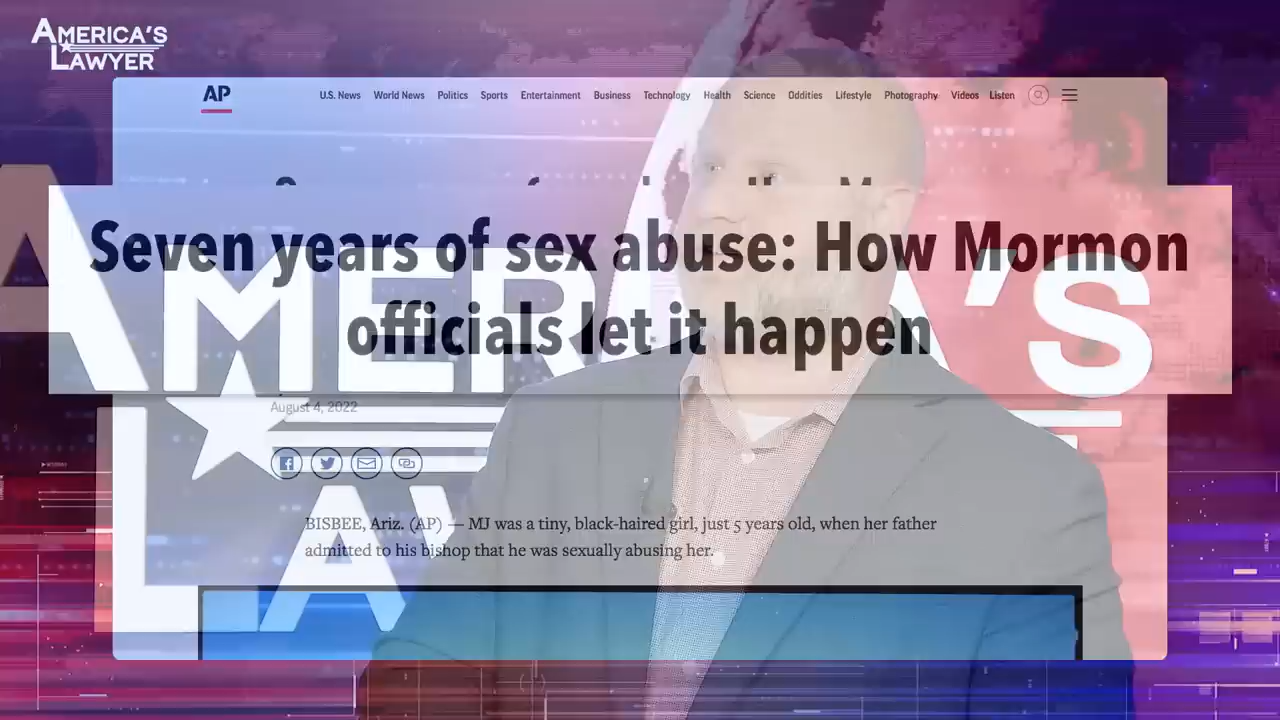 AMERICA'S
LAWYER
AP
U.S. News World News Politics Sports Entertainment Business Technology Health Science Oddities Lifestyle Photography Videos Listen
Seven years of sex abuse: How Mormon
officials let it happen
AMERICA'S
LAW
August 4, 2022
BISBEE, Ariz. (AP) — MJ was a tiny, black-haired girl, just 5 years old, when her father
admitted to his bishop that he was sexually abusing her.